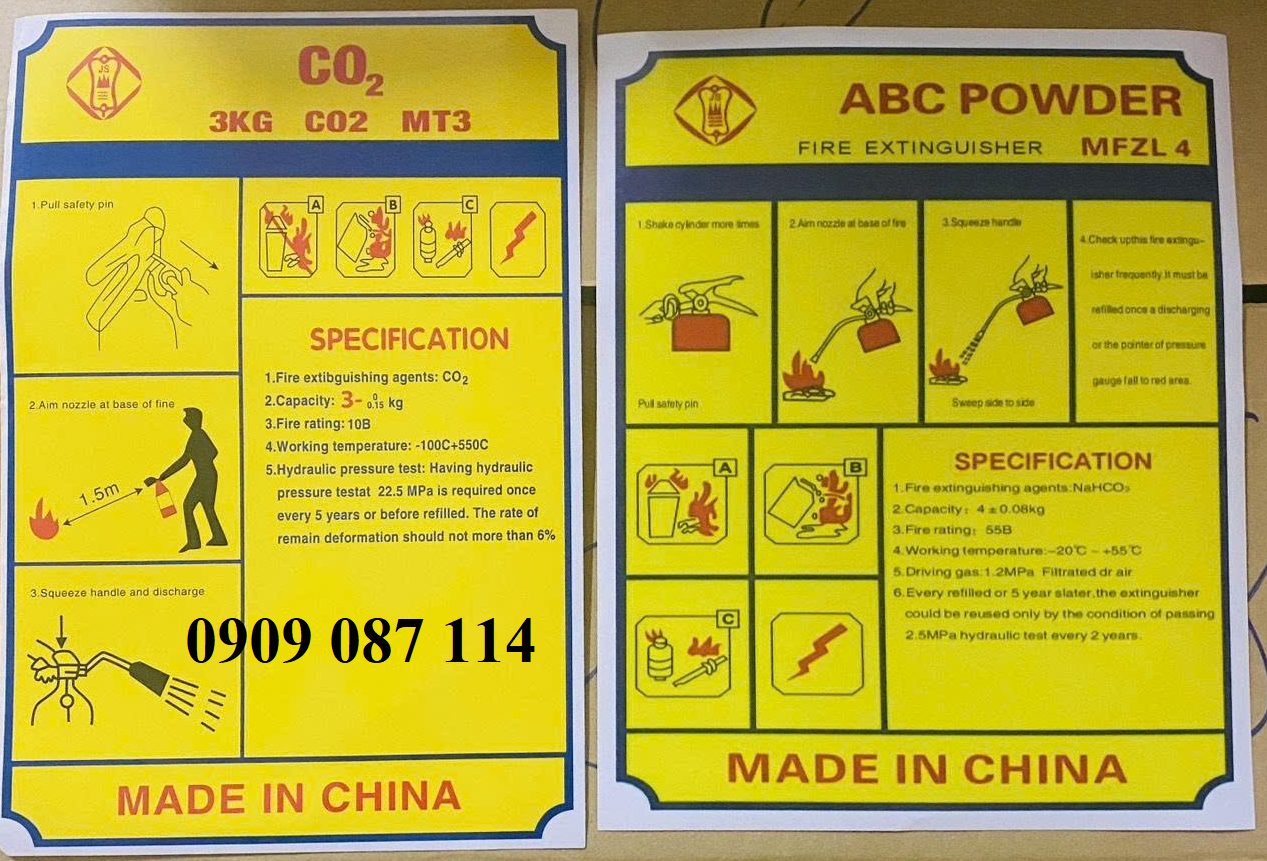 JS
CO₂
3KG CO2 MT3
1.Pull safety pin
A
B
C
2.Aim nozzle at base of fine
1.5m
3.Squeeze handle and discharge
SPECIFICATION
1.Fire extibguishing agents: CO₂
2.Capacity: 3- 0 0.15 kg
3.Fire rating: 10B
4.Working temperature: -100C+550C
5.Hydraulic pressure test: Having hydraulic
pressure testat 22.5 MPa is required once
every 5 years or before refilled. The rate of
remain deformation should not more than 6%
0909 087 114
MADE IN CHINA
ABC POWDER
FIRE EXTINGUISHER MFZL 4
1.Shake cylinder more times
Pull safety pin
2.Aim nozzle at base of fire
3.Squeeze handle
Sweep side to side
4.Check upthis fire extingu-
isher frequently.It must be
refilled once a discharging
or the pointer of pressure
gauge fall to red area.
A
B
C
SPECIFICATION
1.Fire extinguishing agents:NaHCO₃
2.Capacity: 4±0.08kg
3.Fire rating: 55B
4.Working temperature:-20℃ - +55℃
5.Driving gas:1.2MPa Filtrated dr air
6.Every refilled or 5 year slater,the extinguisher
could be reused only by the condition of passing
2.5MPa hydraulic test every 2 years.
MADE IN CHINA